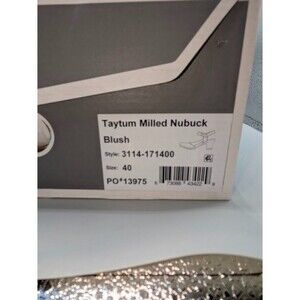 Taytum Milled Nubuck
Blush
Style: 3114-171400
Size: 40
PO#13975